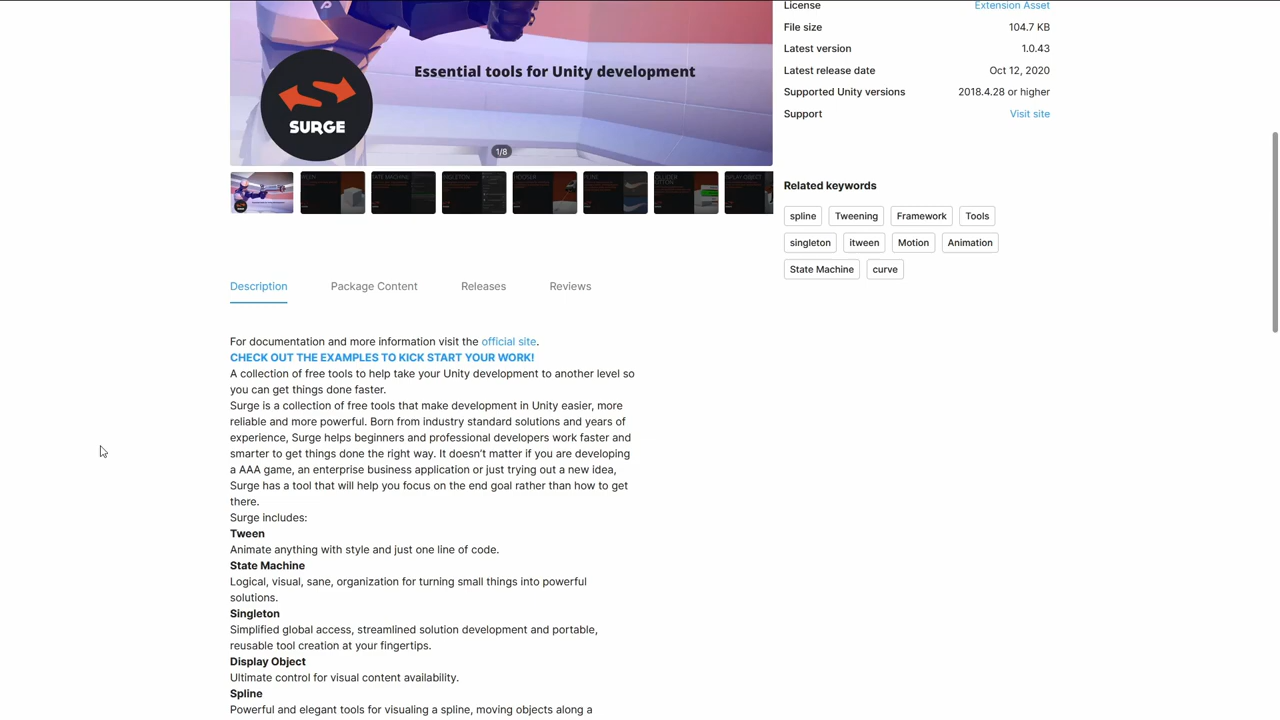 Essential tools for Unity development
SURGE
1/8
License Extension Asset
File size 104.7 KB
Latest version 1.0.43
Latest release date Oct 12, 2020
Supported Unity versions 2018.4.28 or higher
Support Visit site
Related keywords
spline Tweening Framework Tools
singleton itween Motion Animation
State Machine curve
Description Package Content Releases Reviews
For documentation and more information visit the official site.
CHECK OUT THE EXAMPLES TO KICK START YOUR WORK!
A collection of free tools to help take your Unity development to another level so
you can get things done faster.
Surge is a collection of free tools that make development in Unity easier, more
reliable and more powerful. Born from industry standard solutions and years of
experience, Surge helps beginners and professional developers work faster and
smarter to get things done the right way. It doesn't matter if you are developing
a AAA game, an enterprise business application or just trying out a new idea,
Surge has a tool that will help you focus on the end goal rather than how to get
there.
Surge includes:
Tween
Animate anything with style and just one line of code.
State Machine
Logical, visual, sane, organization for turning small things into powerful
solutions.
Singleton
Simplified global access, streamlined solution development and portable,
reusable tool creation at your fingertips.
Display Object
Ultimate control for visual content availability.
Spline
Powerful and elegant tools for visualing a spline, moving objects along a